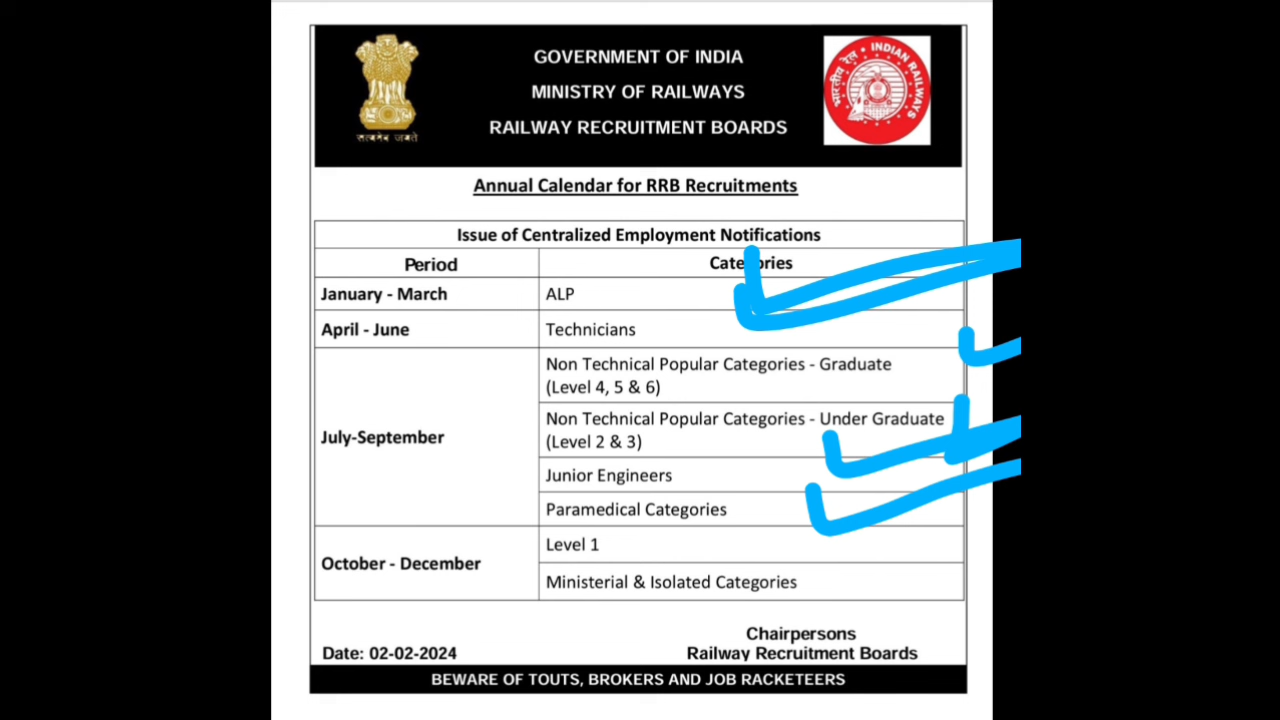 GOVERNMENT OF INDIA
MINISTRY OF RAILWAYS
RAILWAY RECRUITMENT BOARDS
सत्यमेव जयते
भारतीय रेल • INDIAN RAILWAYS
Annual Calendar for RRB Recruitments
Issue of Centralized Employment Notifications
Period Categories
January - March ALP
April - June Technicians
July-September
Non Technical Popular Categories - Graduate
(Level 4, 5 & 6)
Non Technical Popular Categories - Under Graduate
(Level 2 & 3)
Junior Engineers
Paramedical Categories
October - December
Level 1
Ministerial & Isolated Categories
Chairpersons
Date: 02-02-2024 Railway Recruitment Boards
BEWARE OF TOUTS, BROKERS AND JOB RACKETEERS